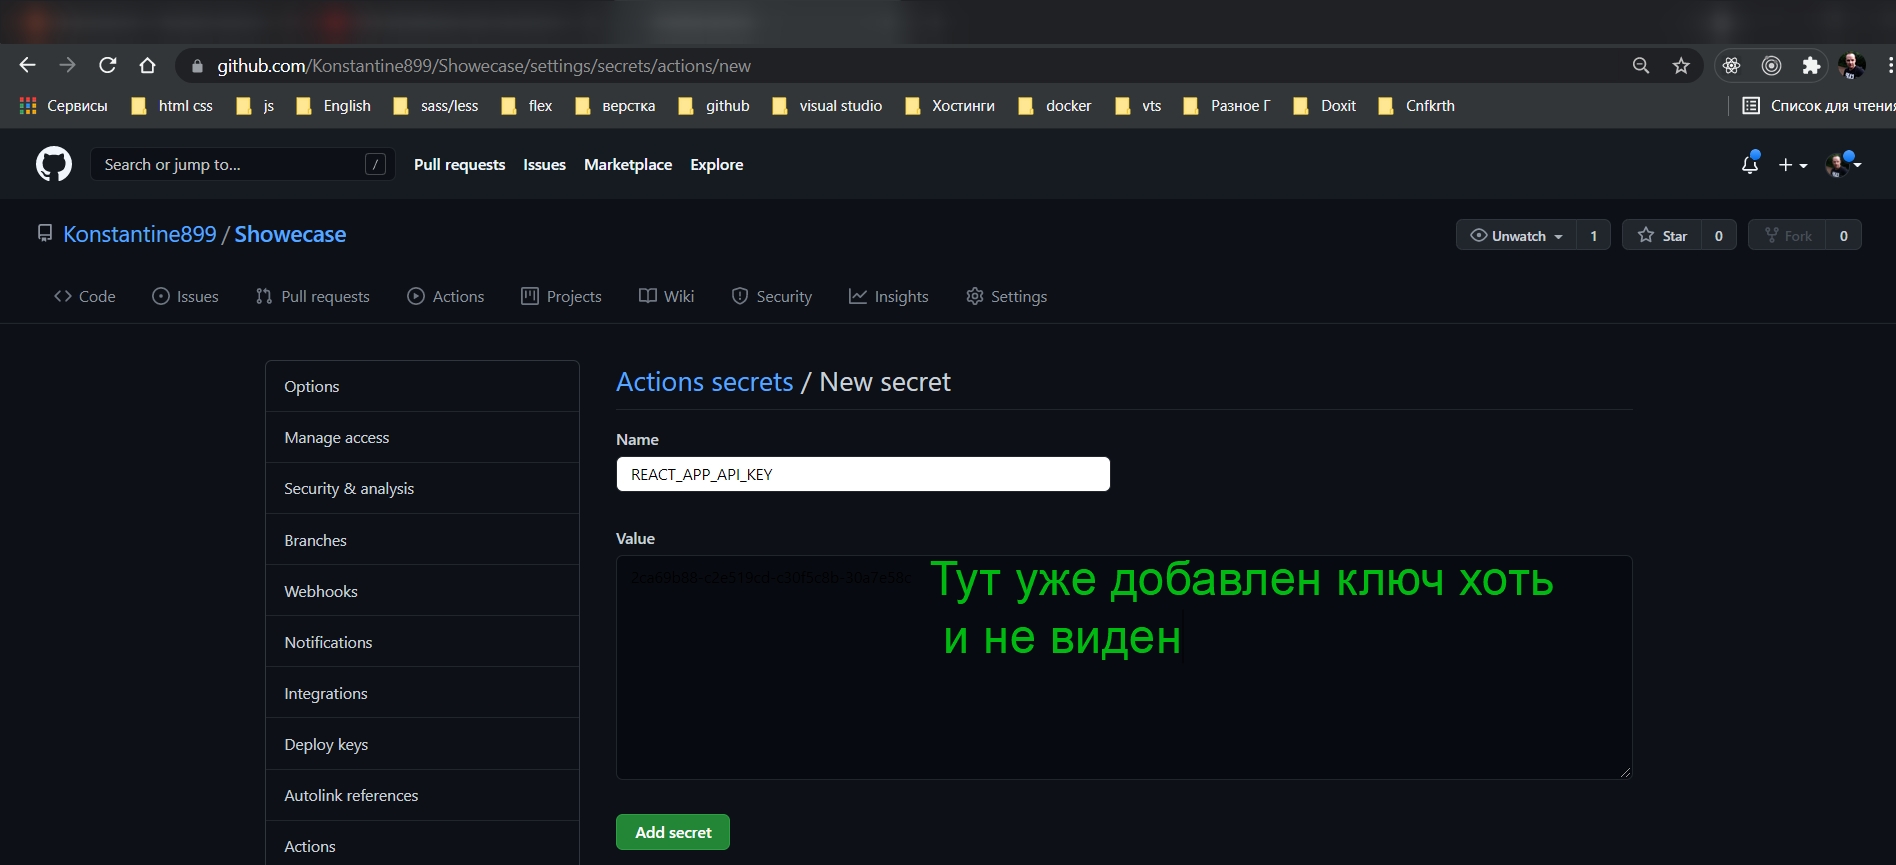 github.com/Konstantine899/Showecase/settings/secrets/actions/new
Сервисы html css js English sass/less flex верстка github visual studio Хостинги docker vts Разное Г Doxit Cnfkrth Список для чтения
Search or jump to... / Pull requests Issues Marketplace Explore
Konstantine899 / Showecase Unwatch 1 Star 0 Fork 0
Code Issues Pull requests Actions Projects Wiki Security Insights Settings
Options
Manage access
Security & analysis
Branches
Webhooks
Notifications
Integrations
Deploy keys
Autolink references
Actions
Actions secrets / New secret
Name
REACT_APP_API_KEY
Value
2ca69b88-c2e519cd-c30f5c8b-30a7e58c
Тут уже добавлен ключ хоть
и не виден
Add secret